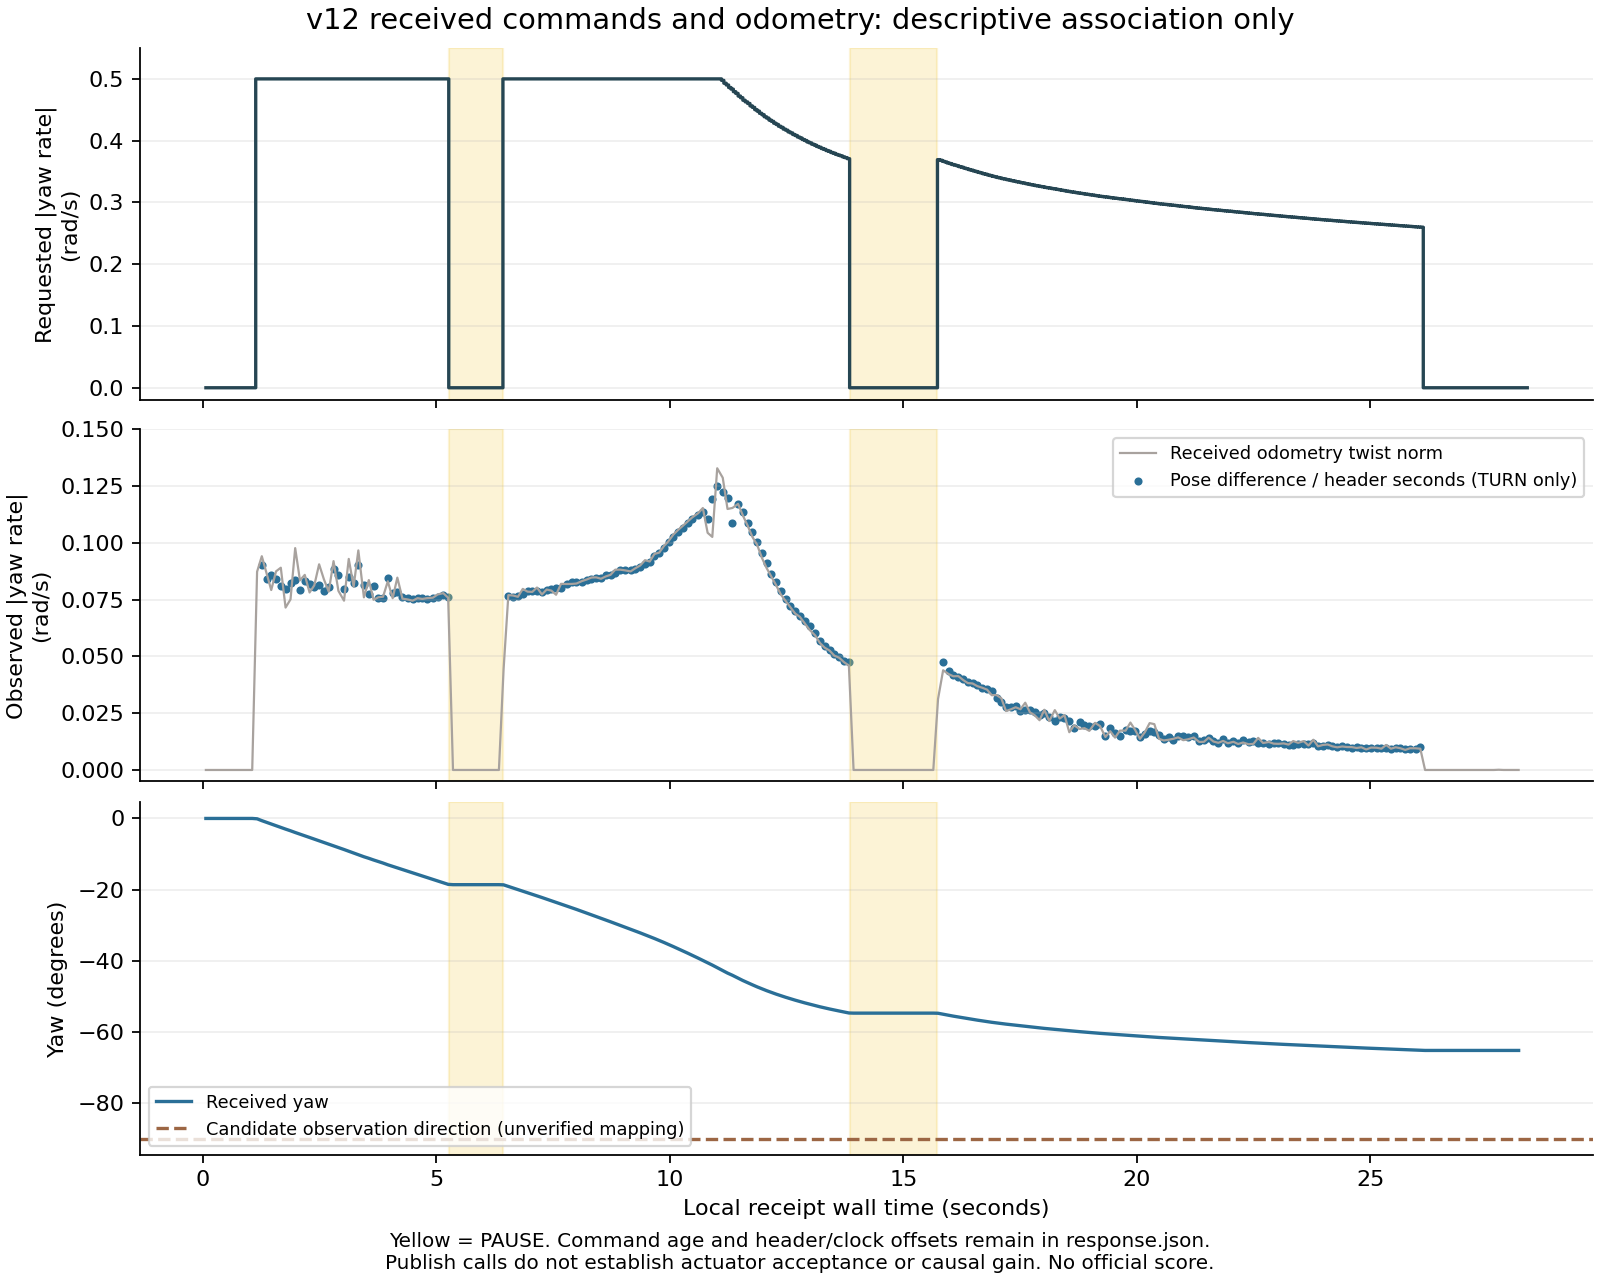 v12 received commands and odometry: descriptive association only
Requested |yaw rate|
(rad/s)
0.5
0.4
0.3
0.2
0.1
0.0
Observed |yaw rate|
(rad/s)
0.150
0.125
0.100
0.075
0.050
0.025
0.000
Received odometry twist norm
Pose difference / header seconds (TURN only)
Yaw (degrees)
0
−20
−40
−60
−80
Received yaw
Candidate observation direction (unverified mapping)
0 5 10 15 20 25
Local receipt wall time (seconds)
Yellow = PAUSE. Command age and header/clock offsets remain in response.json.
Publish calls do not establish actuator acceptance or causal gain. No official score.